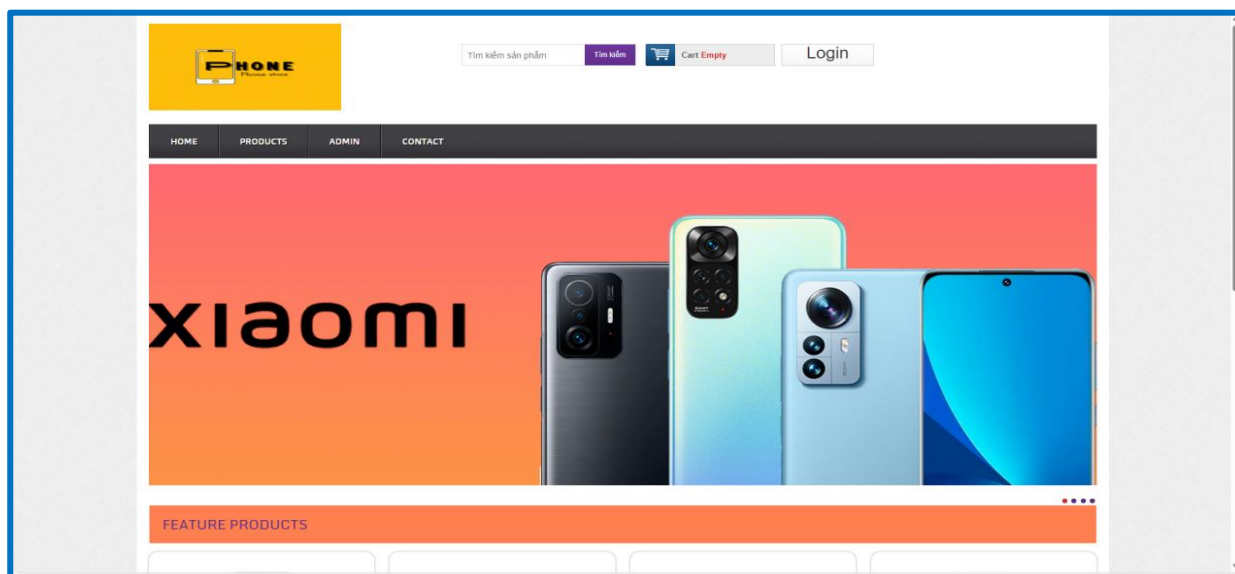 PHONE
Phone store
Tìm kiếm sản phẩm
Tìm kiếm
Cart Empty
Login
HOME
PRODUCTS
ADMIN
CONTACT
xiaomi
FEATURE PRODUCTS